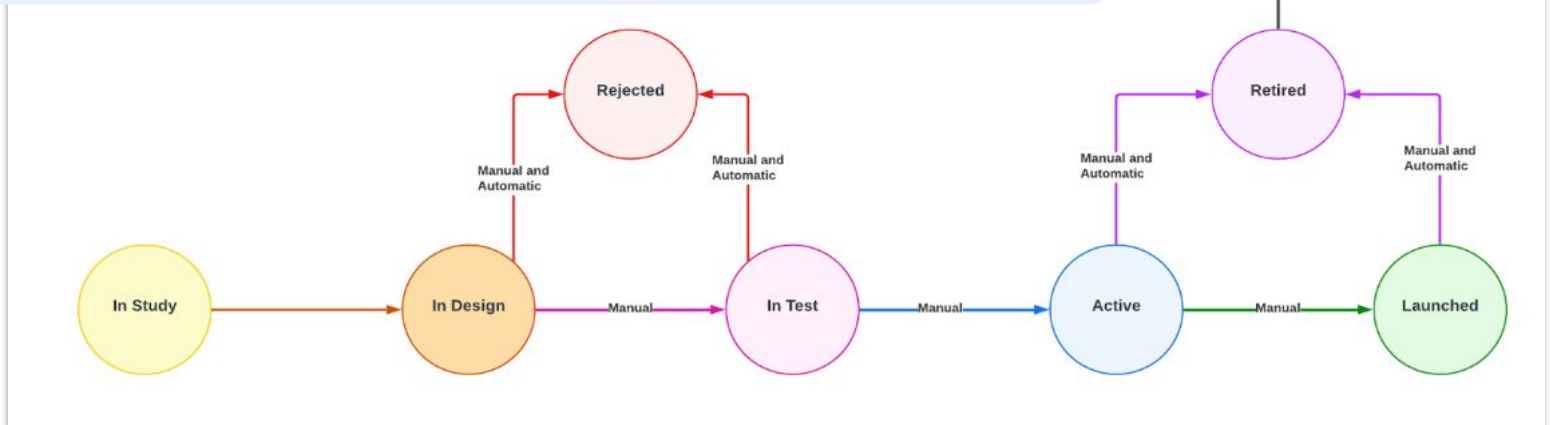 Rejected
Retired
Manual and
Automatic
Manual and
Automatic
Manual and
Automatic
Manual and
Automatic
In Study
In Design
Manual
In Test
Manual
Active
Manual
Launched